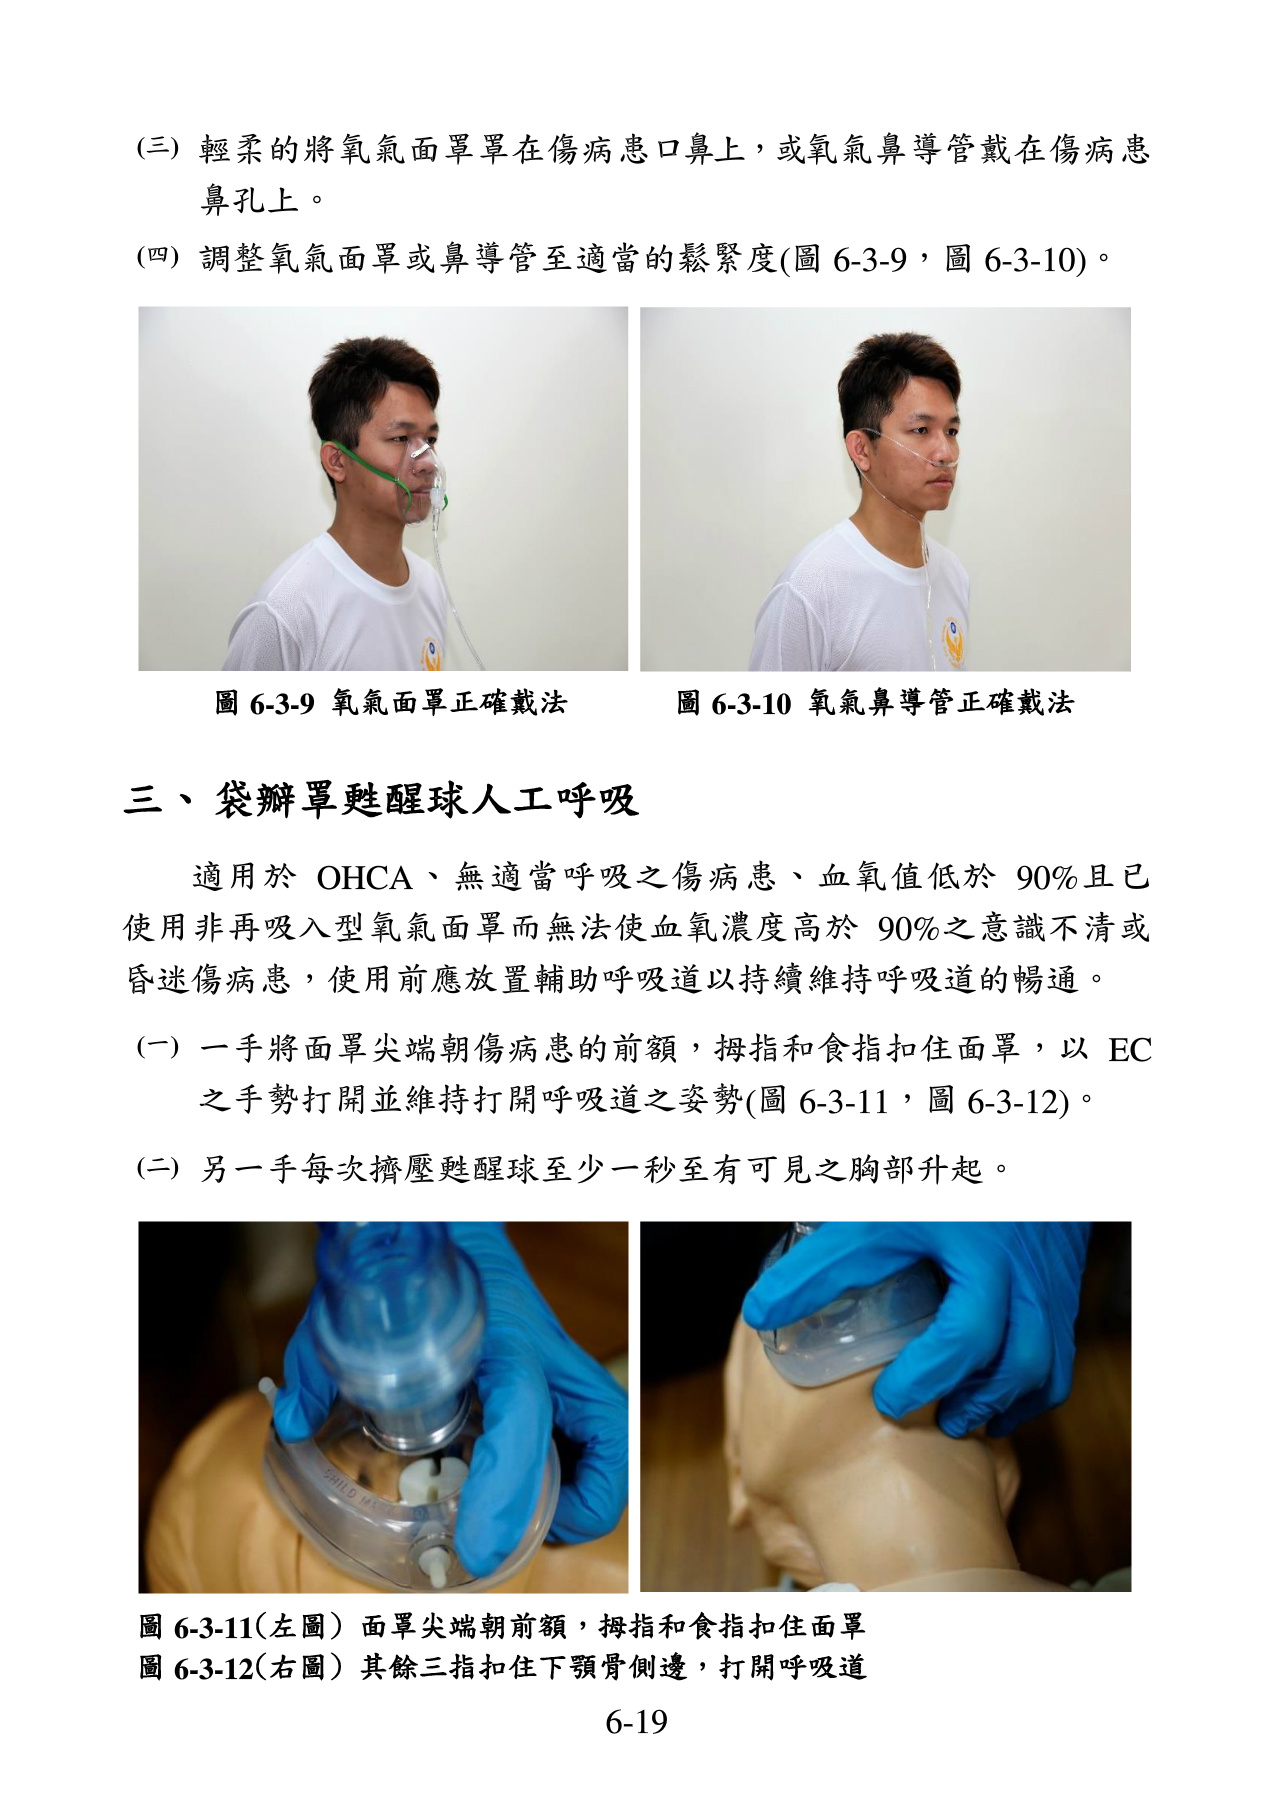 (三) 輕柔的將氧氣面罩罩在傷病患口鼻上，或氧氣鼻導管戴在傷病患
鼻孔上。
(四) 調整氧氣面罩或鼻導管至適當的鬆緊度(圖 6-3-9，圖 6-3-10)。
圖 6-3-9 氧氣面罩正確戴法
圖 6-3-10 氧氣鼻導管正確戴法
三、袋瓣罩甦醒球人工呼吸
適用於 OHCA、無適當呼吸之傷病患、血氧值低於 90%且已
使用非再吸入型氧氣面罩而無法使血氧濃度高於 90%之意識不清或
昏迷傷病患，使用前應放置輔助呼吸道以持續維持呼吸道的暢通。
(一) 一手將面罩尖端朝傷病患的前額，拇指和食指扣住面罩，以 EC
之手勢打開並維持打開呼吸道之姿勢(圖 6-3-11，圖 6-3-12)。
(二) 另一手每次擠壓甦醒球至少一秒至有可見之胸部升起。
圖 6-3-11(左圖) 面罩尖端朝前額，拇指和食指扣住面罩
圖 6-3-12(右圖) 其餘三指扣住下顎骨側邊，打開呼吸道
6-19